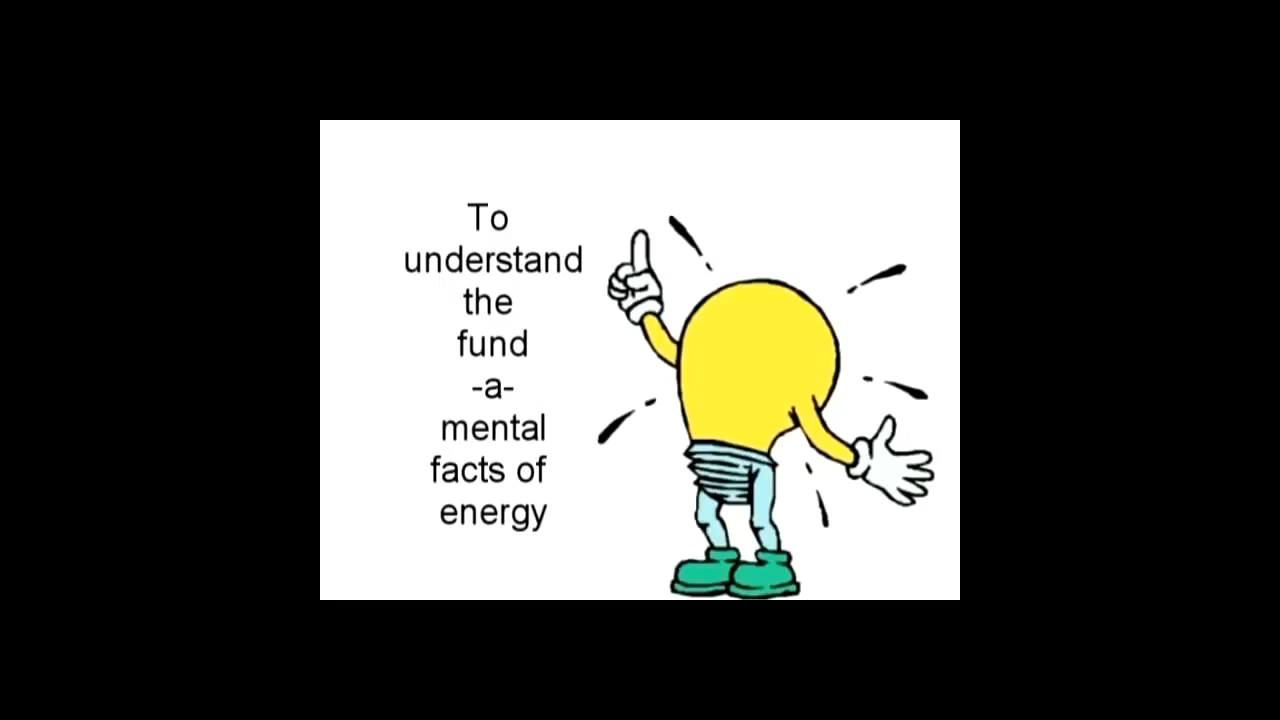 To
understand
the
fund
-a-
mental
facts of
energy